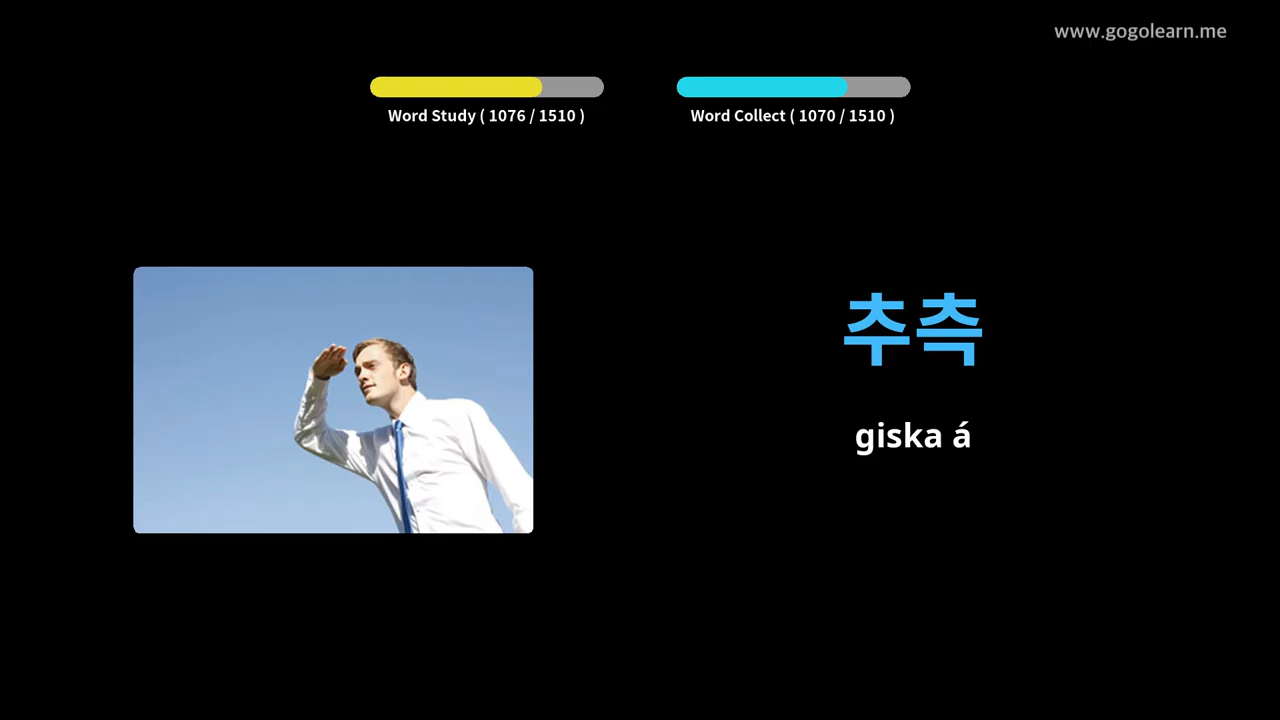 www.gogolearn.me
Word Study ( 1076 / 1510 )
Word Collect ( 1070 / 1510 )
추측
giska á